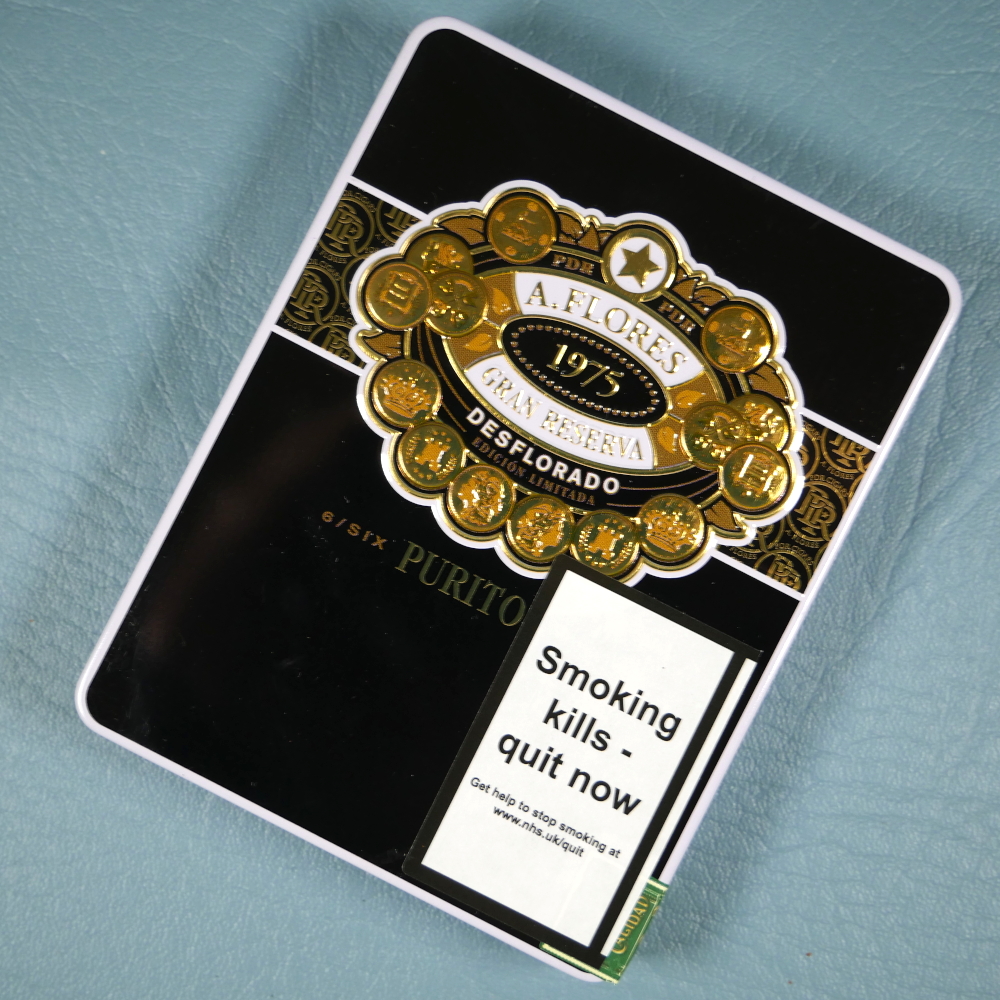 PDR
PDR
A. FLORES
1975
GRAN RESERVA
DESFLORADO
EDICIÓN LIMITADA
6/SIX PURITO
Smoking
kills -
quit now
Get help to stop smoking at
www.nhs.uk/quit
CALIDAD